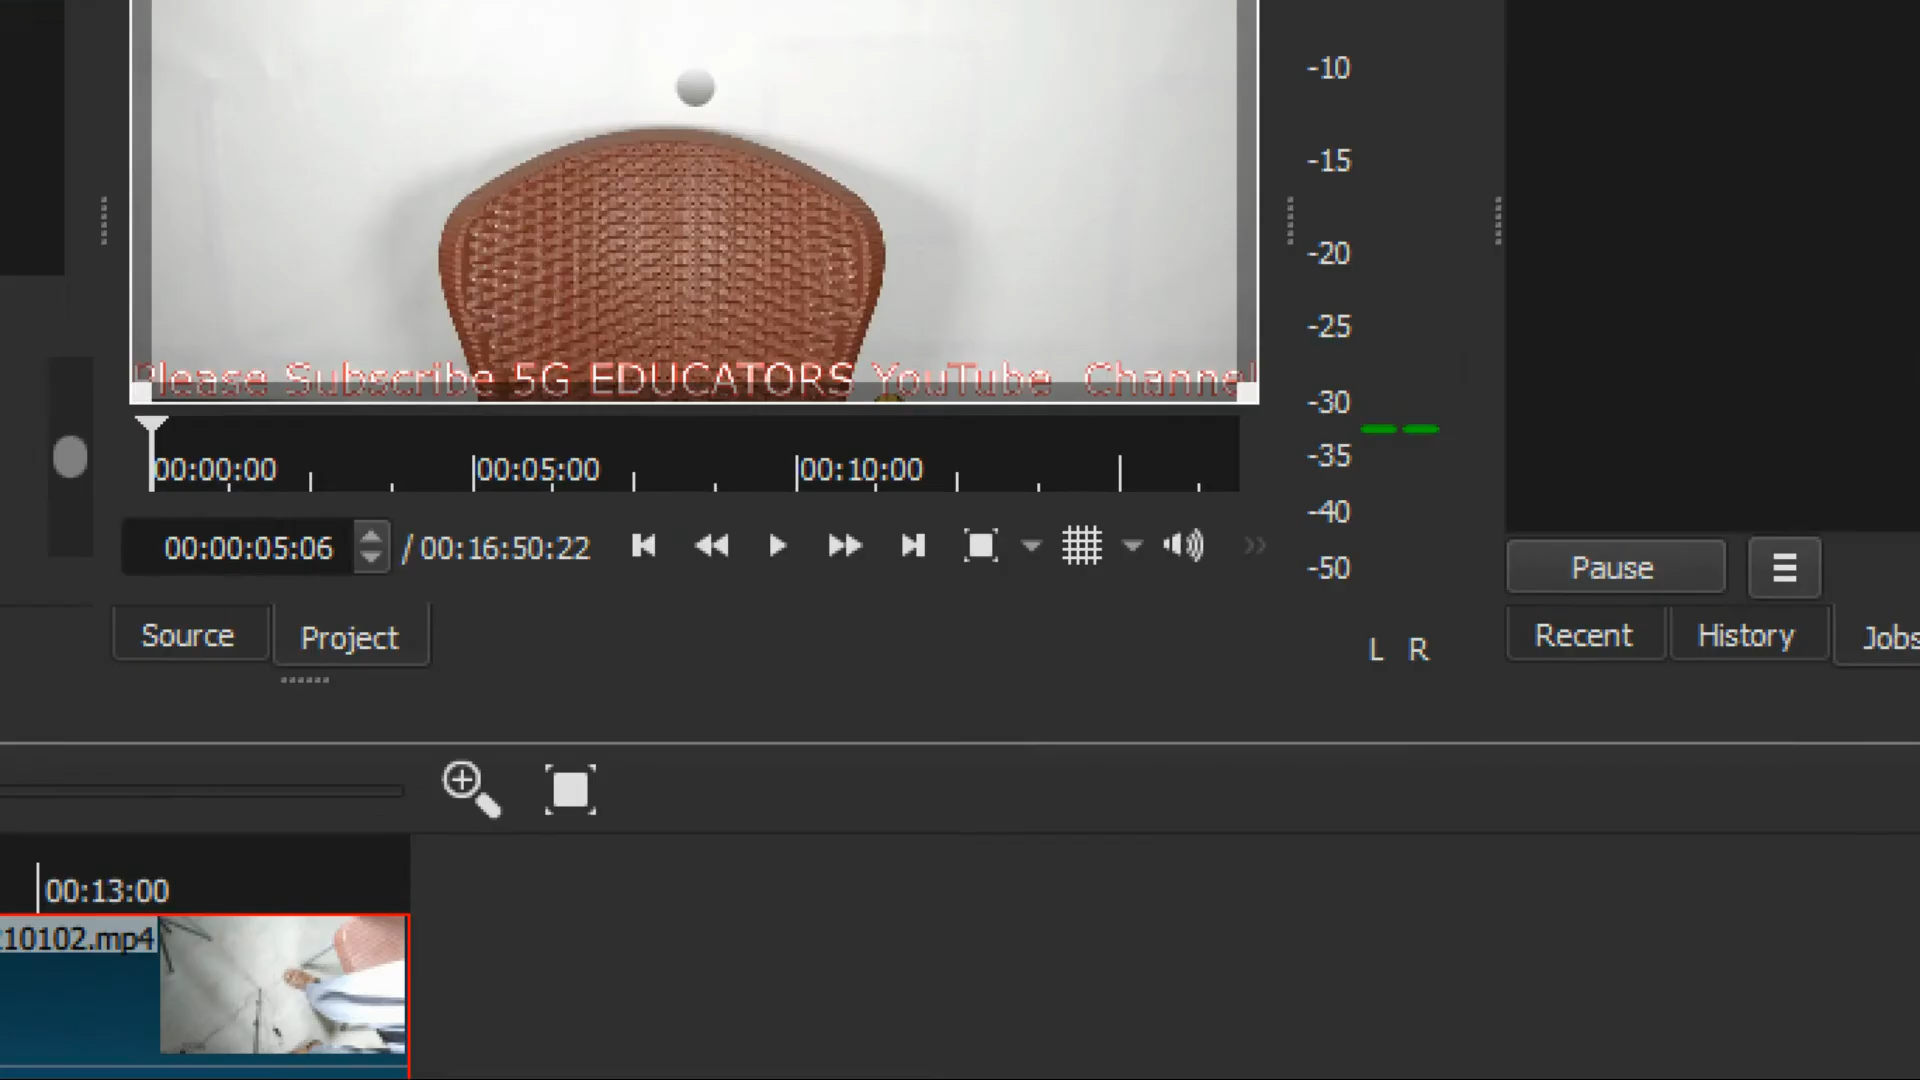 -10
-15
-20
-25
-30
-35
-40
-50
L R
Please Subscribe 5G EDUCATORS YouTube Channel
00:00:00 00:05:00 00:10:00
00:00:05:06 / 00:16:50:22
Source Project
Pause
Recent History Jobs
00:13:00
210102.mp4